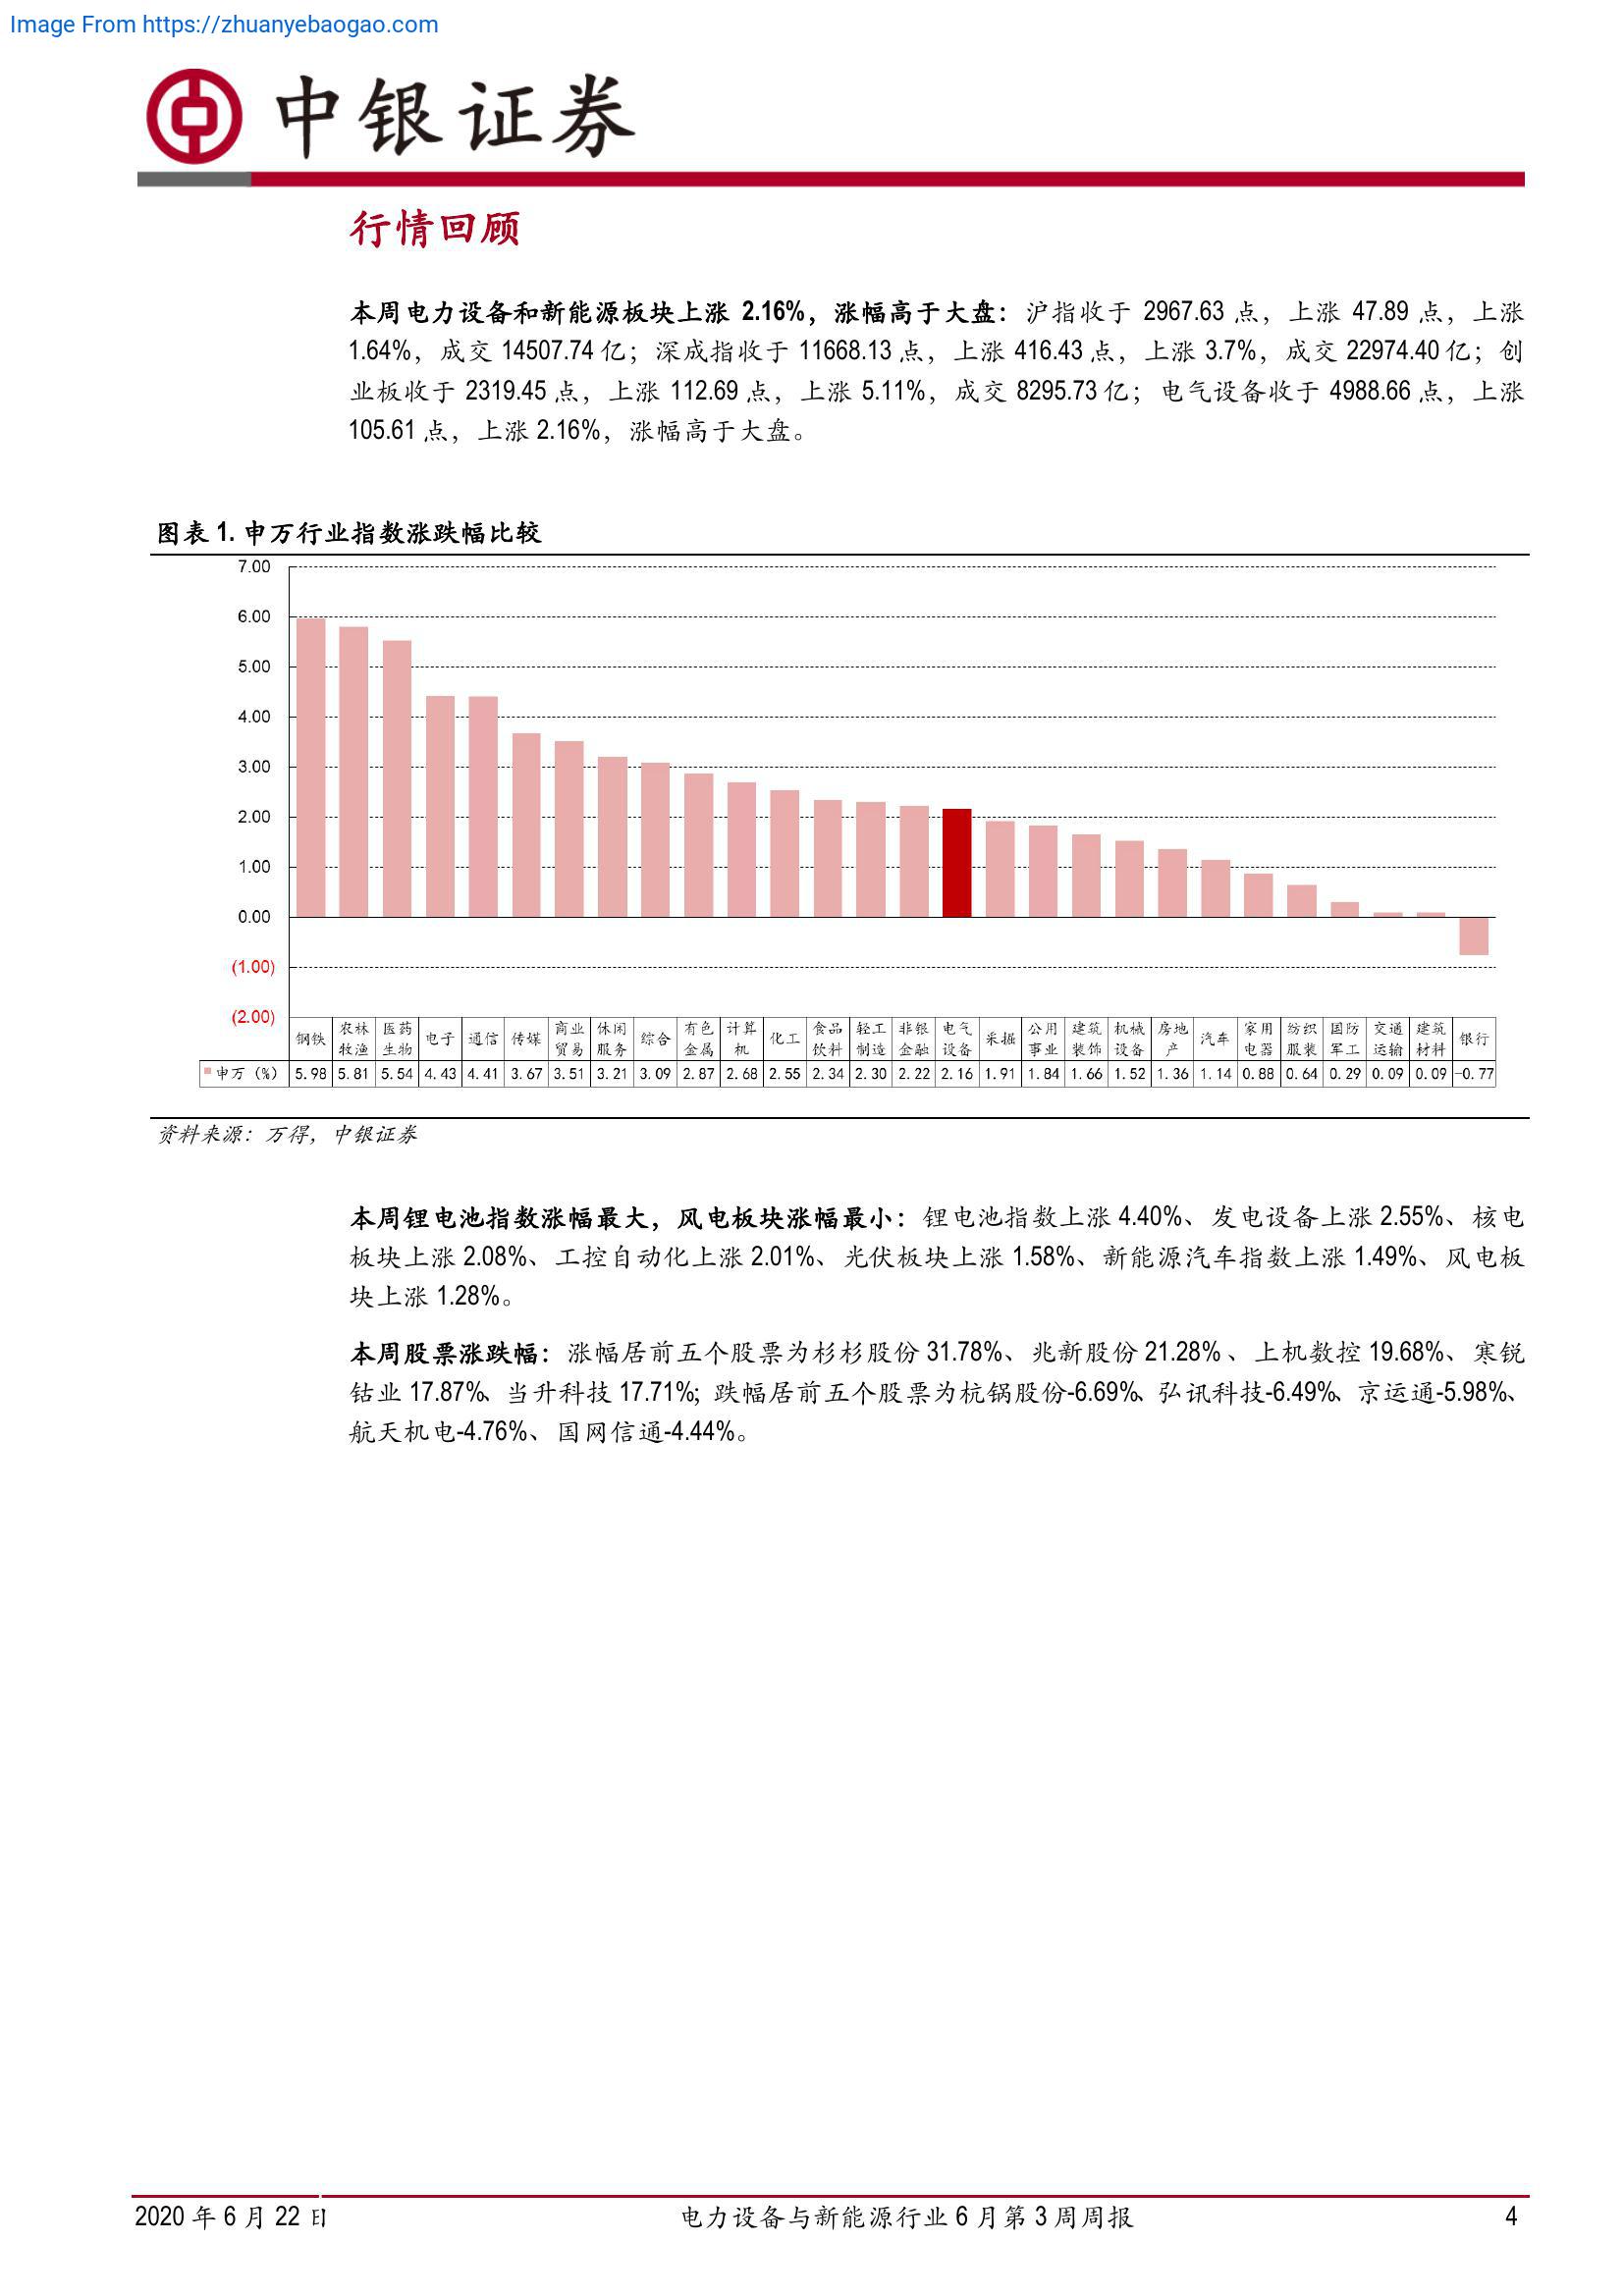 Image From https://zhuanyebaogao.com
中银证券
行情回顾
本周电力设备和新能源板块上涨 2.16%，涨幅高于大盘：沪指收于 2967.63 点，上涨 47.89 点，上涨
1.64%，成交 14507.74 亿；深成指收于 11668.13 点，上涨 416.43 点，上涨 3.7%，成交 22974.40 亿；创
业板收于 2319.45 点，上涨 112.69 点，上涨 5.11%，成交 8295.73 亿；电气设备收于 4988.66 点，上涨
105.61 点，上涨 2.16%，涨幅高于大盘。
图表 1. 申万行业指数涨跌幅比较
7.00
6.00
5.00
4.00
3.00
2.00
1.00
0.00
(1.00)
(2.00)
钢铁 农林牧渔 医药生物 电子 通信 传媒 商业贸易 休闲服务 综合 有色金属 计算机 化工 食品饮料 轻工制造 非银金融 电气设备 采掘 公用事业 建筑装饰 机械设备 房地产 汽车 家用电器 纺织服装 国防军工 交通运输 建筑材料 银行
申万（%） 5.98 5.81 5.54 4.43 4.41 3.67 3.51 3.21 3.09 2.87 2.68 2.55 2.34 2.30 2.22 2.16 1.91 1.84 1.66 1.52 1.36 1.14 0.88 0.64 0.29 0.09 0.09 -0.77
资料来源：万得，中银证券
本周锂电池指数涨幅最大，风电板块涨幅最小：锂电池指数上涨 4.40%、发电设备上涨 2.55%、核电
板块上涨 2.08%、工控自动化上涨 2.01%、光伏板块上涨 1.58%、新能源汽车指数上涨 1.49%、风电板
块上涨 1.28%。
本周股票涨跌幅：涨幅居前五个股票为杉杉股份 31.78%、兆新股份 21.28% 、上机数控 19.68%、寒锐
钴业 17.87%、当升科技 17.71%; 跌幅居前五个股票为杭锅股份-6.69%、弘讯科技-6.49%、京运通-5.98%、
航天机电-4.76%、国网信通-4.44%。
2020 年 6 月 22 日 电力设备与新能源行业 6 月第 3 周周报 4